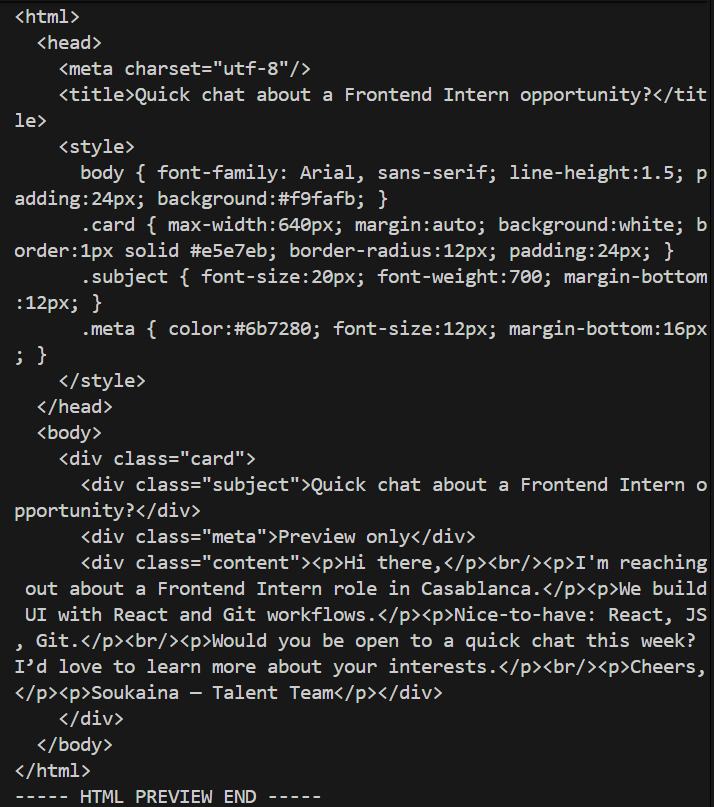 <html>
  <head>
    <meta charset="utf-8"/>
    <title>Quick chat about a Frontend Intern opportunity?</tit
le>
    <style>
      body { font-family: Arial, sans-serif; line-height:1.5; p
adding:24px; background:#f9fafb; }
      .card { max-width:640px; margin:auto; background:white; b
order:1px solid #e5e7eb; border-radius:12px; padding:24px; }
      .subject { font-size:20px; font-weight:700; margin-bottom
:12px; }
      .meta { color:#6b7280; font-size:12px; margin-bottom:16px
; }
    </style>
  </head>
  <body>
    <div class="card">
      <div class="subject">Quick chat about a Frontend Intern o
pportunity?</div>
      <div class="meta">Preview only</div>
      <div class="content"><p>Hi there,</p><br/><p>I'm reaching
 out about a Frontend Intern role in Casablanca.</p><p>We build
 UI with React and Git workflows.</p><p>Nice-to-have: React, JS
, Git.</p><br/><p>Would you be open to a quick chat this week?
I’d love to learn more about your interests.</p><br/><p>Cheers,
</p><p>Soukaina — Talent Team</p></div>
    </div>
  </body>
</html>
----- HTML PREVIEW END -----